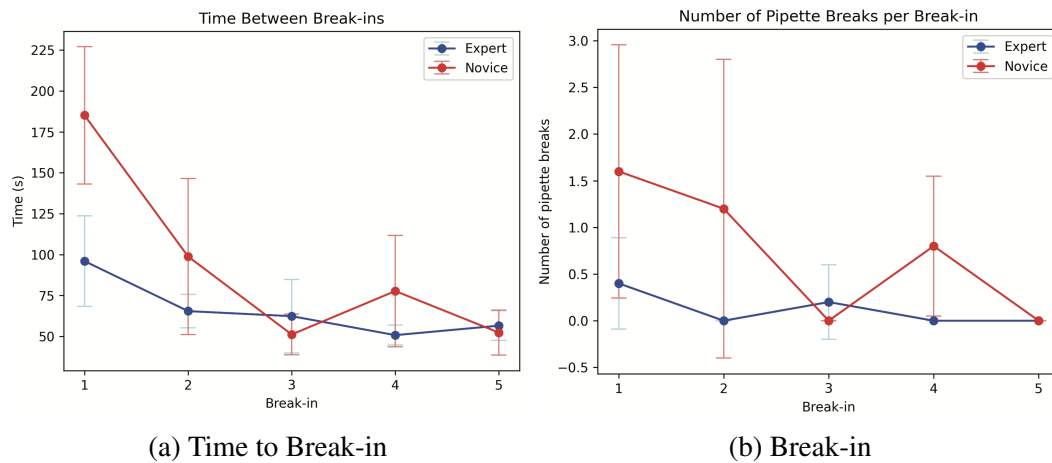 Time Between Break-ins
Time (s)
225
200
175
150
125
100
75
50
1 2 3 4 5
Break-in
Expert
Novice
(a) Time to Break-in
Number of Pipette Breaks per Break-in
Number of pipette breaks
3.0
2.5
2.0
1.5
1.0
0.5
0.0
−0.5
1 2 3 4 5
Break-in
Expert
Novice
(b) Break-in